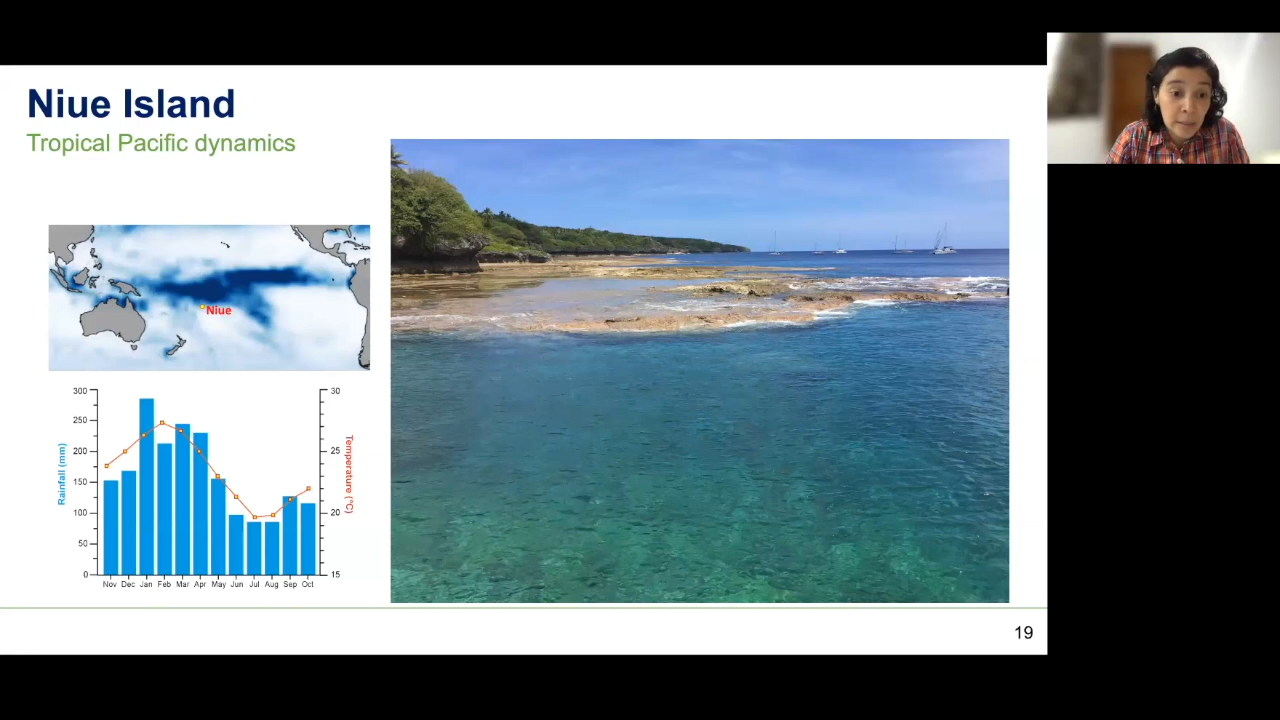 Niue Island
Tropical Pacific dynamics
Niue
300
250
200
150
100
50
0
Rainfall (mm)
30
25
20
15
Temperature (°C)
Nov Dec Jan Feb Mar Apr May Jun Jul Aug Sep Oct
19